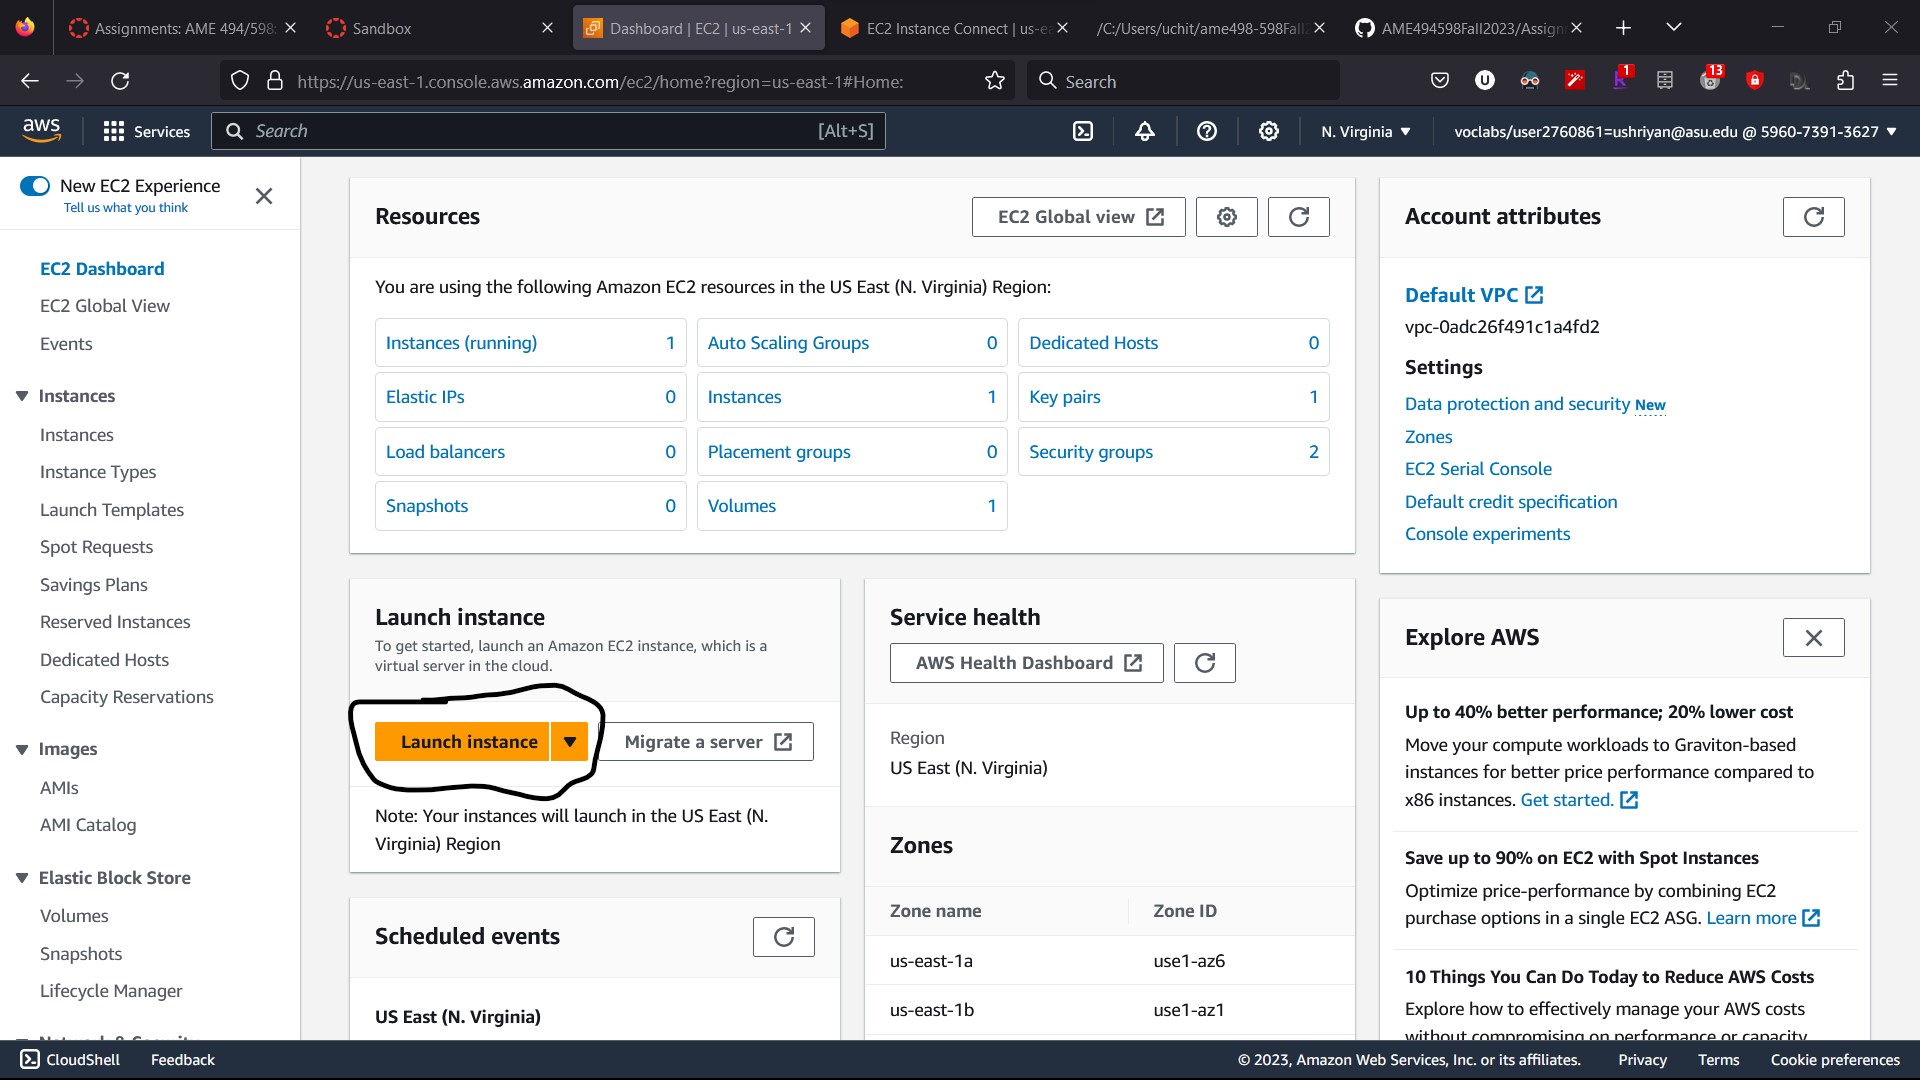 Assignments: AME 494/598:
Sandbox
Dashboard | EC2 | us-east-1
EC2 Instance Connect | us-ea
/C:/Users/uchit/ame498-598Fall2
AME494598Fall2023/Assign
https://us-east-1.console.aws.amazon.com/ec2/home?region=us-east-1#Home:
Search
1
13
aws
Services
Search
[Alt+S]
N. Virginia
voclabs/user2760861=ushriyan@asu.edu @ 5960-7391-3627
New EC2 Experience
Tell us what you think
EC2 Dashboard
EC2 Global View
Events
Instances
Instances
Instance Types
Launch Templates
Spot Requests
Savings Plans
Reserved Instances
Dedicated Hosts
Capacity Reservations
Images
AMIs
AMI Catalog
Elastic Block Store
Volumes
Snapshots
Lifecycle Manager
Network & Security
Resources
EC2 Global view
You are using the following Amazon EC2 resources in the US East (N. Virginia) Region:
Instances (running) 1
Auto Scaling Groups 0
Dedicated Hosts 0
Elastic IPs 0
Instances 1
Key pairs 1
Load balancers 0
Placement groups 0
Security groups 2
Snapshots 0
Volumes 1
Launch instance
To get started, launch an Amazon EC2 instance, which is a
virtual server in the cloud.
Launch instance
Migrate a server
Note: Your instances will launch in the US East (N.
Virginia) Region
Scheduled events
US East (N. Virginia)
Service health
AWS Health Dashboard
Region
US East (N. Virginia)
Zones
Zone name Zone ID
us-east-1a use1-az6
us-east-1b use1-az1
Account attributes
Default VPC
vpc-0adc26f491c1a4fd2
Settings
Data protection and security New
Zones
EC2 Serial Console
Default credit specification
Console experiments
Explore AWS
Up to 40% better performance; 20% lower cost
Move your compute workloads to Graviton-based
instances for better price performance compared to
x86 instances. Get started.
Save up to 90% on EC2 with Spot Instances
Optimize price-performance by combining EC2
purchase options in a single EC2 ASG. Learn more
10 Things You Can Do Today to Reduce AWS Costs
Explore how to effectively manage your AWS costs
without compromising on performance or capacity
CloudShell
Feedback
© 2023, Amazon Web Services, Inc. or its affiliates.
Privacy
Terms
Cookie preferences